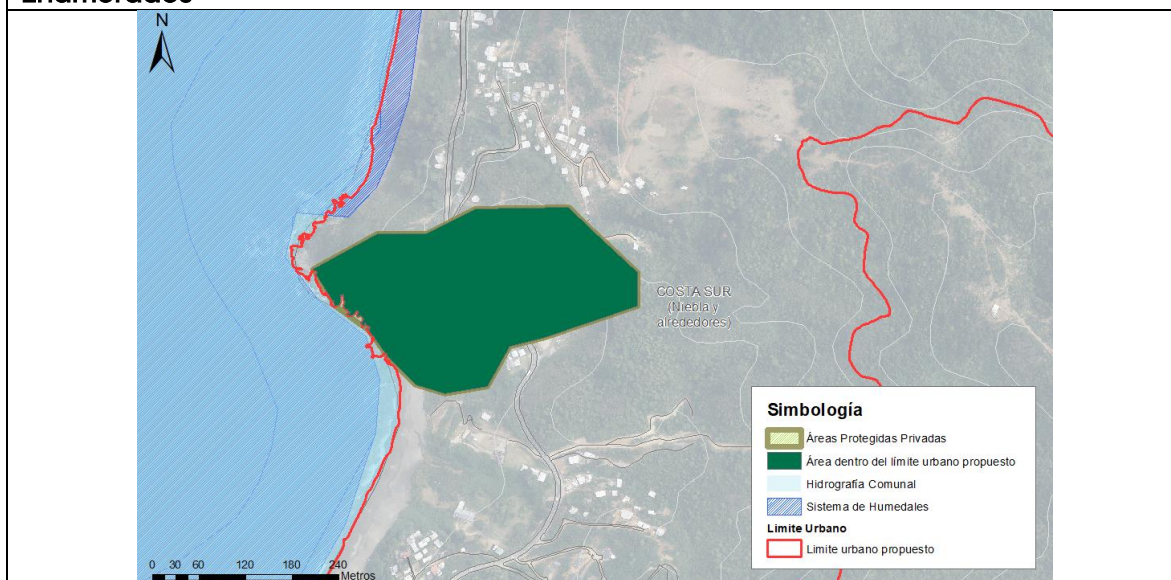 Enamorados
N
COSTA SUR
(Niebla y
alrededores)
Simbología
Áreas Protegidas Privadas
Área dentro del límite urbano propuesto
Hidrografía Comunal
Sistema de Humedales
Limite Urbano
Limite urbano propuesto
0 30 60 120 180 240
Metros